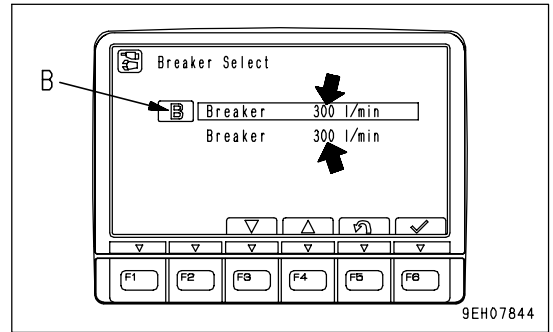 Breaker Select
B
B Breaker 300 l/min
Breaker 300 l/min
F1 F2 F3 F4 F5 F6
9EH07844